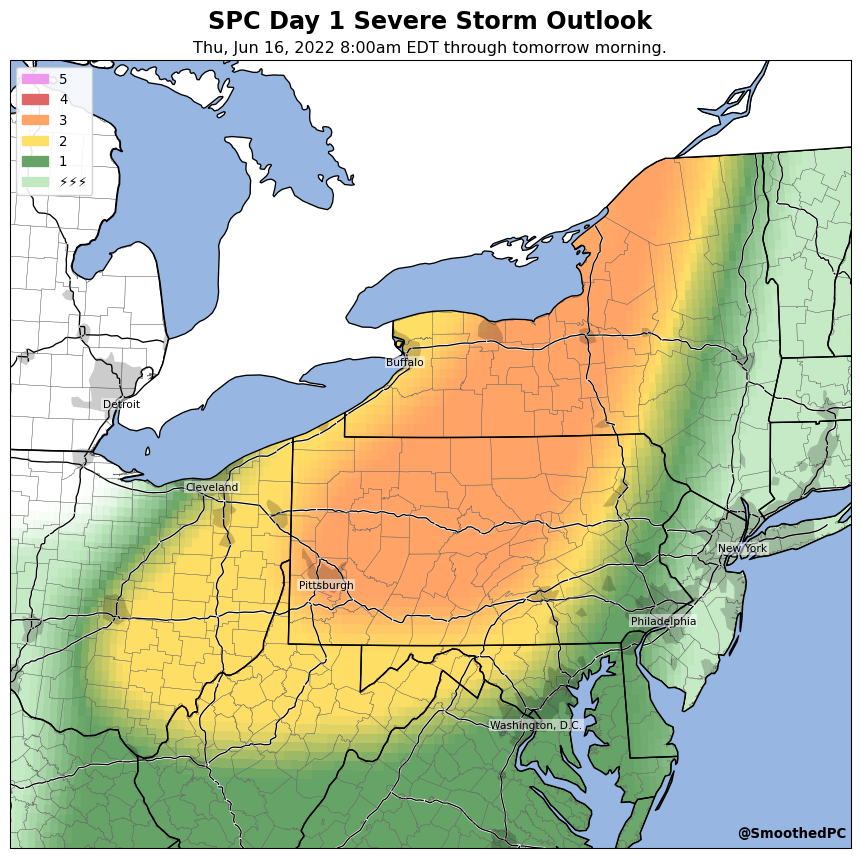 SPC Day 1 Severe Storm Outlook
Thu, Jun 16, 2022 8:00am EDT through tomorrow morning.
5
4
3
2
1
⚡⚡⚡
Buffalo
Detroit
Cleveland
New York
Pittsburgh
Philadelphia
Washington, D.C.
@SmoothedPC